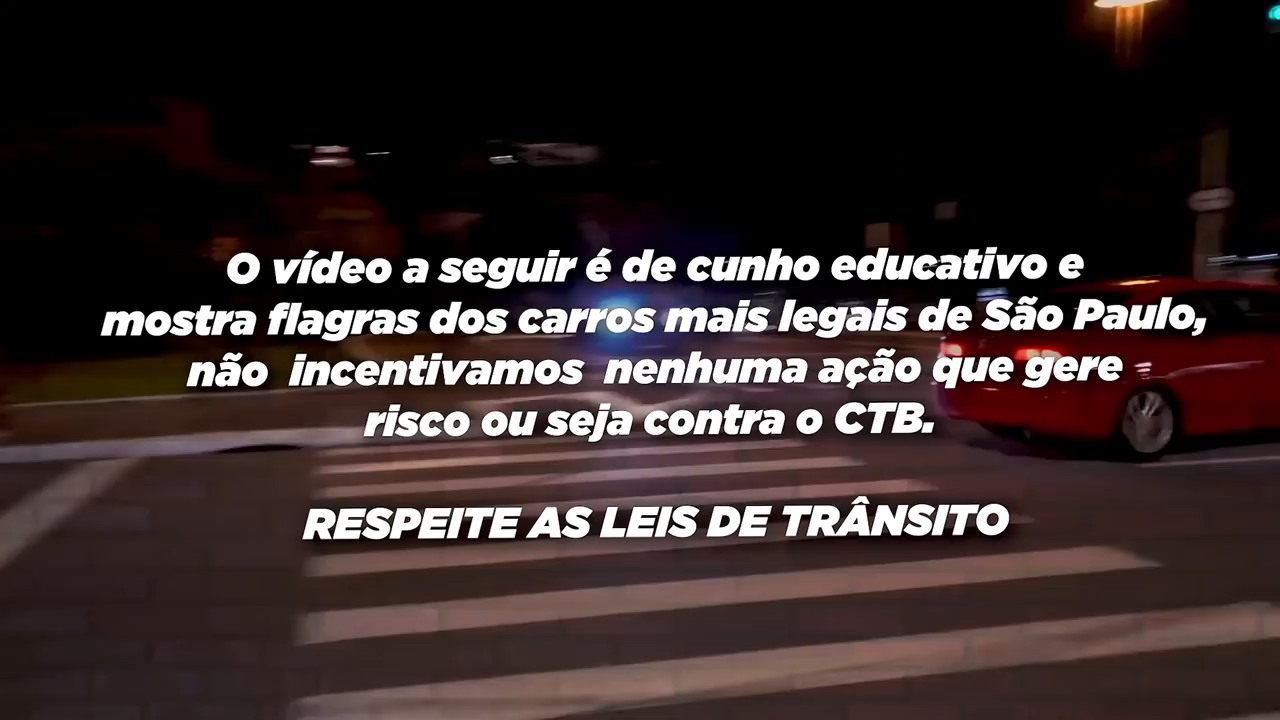 O vídeo a seguir é de cunho educativo e
mostra flagras dos carros mais legais de São Paulo,
não incentivamos nenhuma ação que gere
risco ou seja contra o CTB.
RESPEITE AS LEIS DE TRÂNSITO